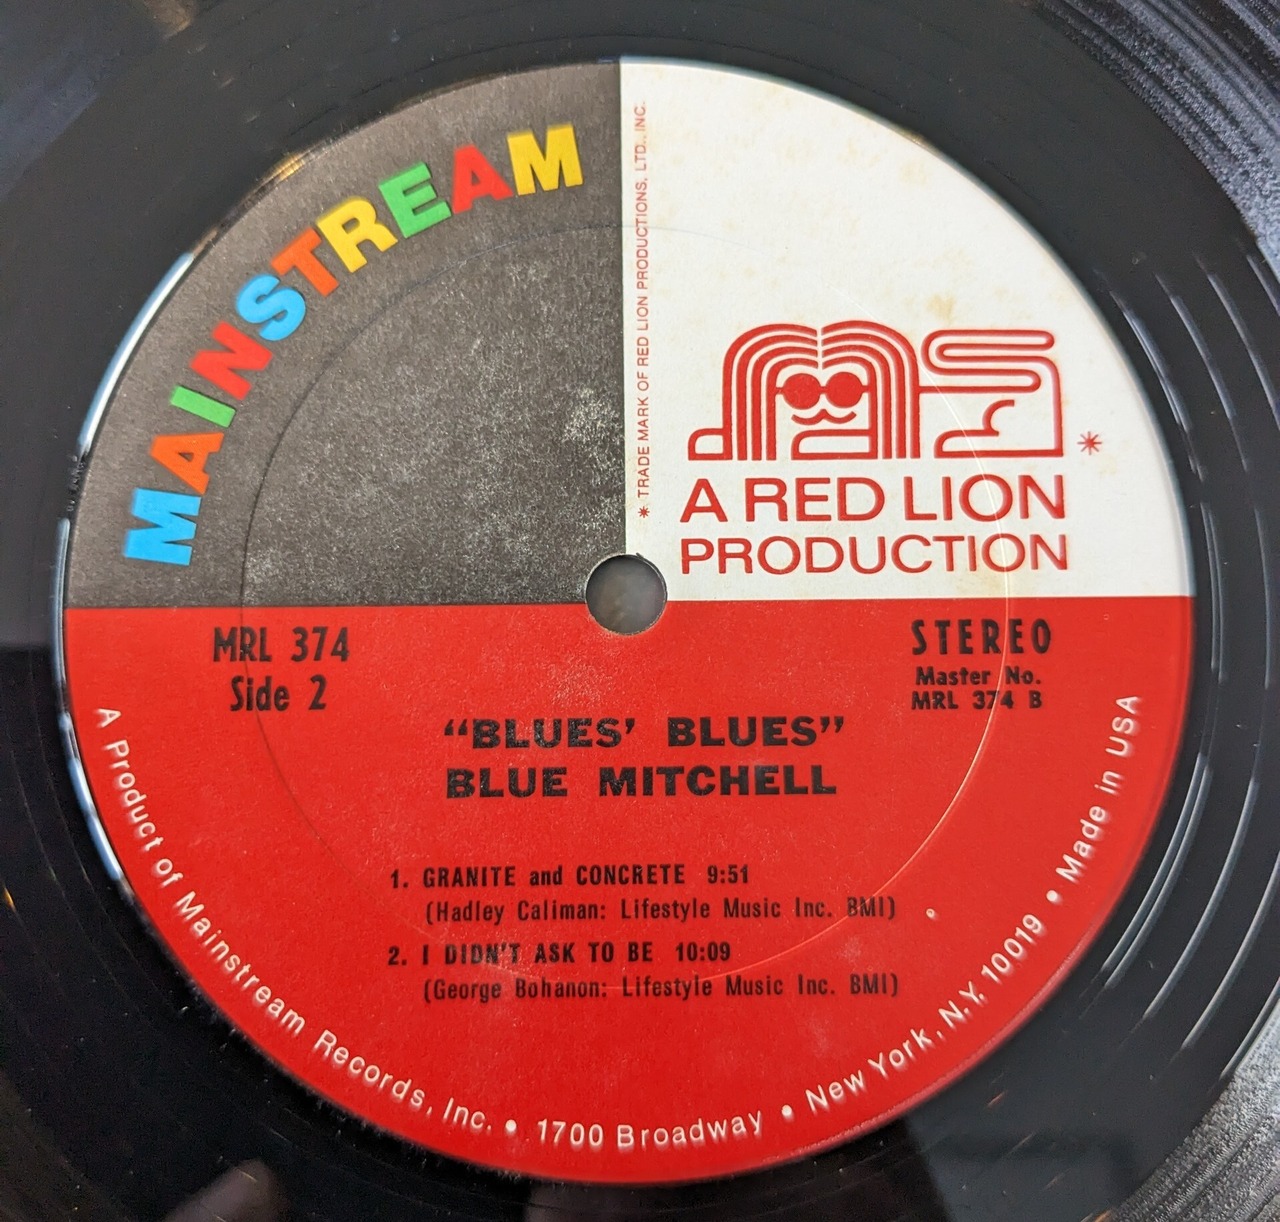 MAINSTREAM
* TRADE MARK OF RED LION PRODUCTIONS, LTD., INC.
*
A RED LION
PRODUCTION
MRL 374
Side 2
STEREO
Master No.
MRL 374 B
“BLUES’ BLUES”
BLUE MITCHELL
1. GRANITE and CONCRETE 9:51
(Hadley Caliman: Lifestyle Music Inc. BMI)
2. I DIDN'T ASK TO BE 10:09
(George Bohanon: Lifestyle Music Inc. BMI)
A Product of Mainstream Records, Inc. • 1700 Broadway • New York, N.Y. 10019 • Made in USA